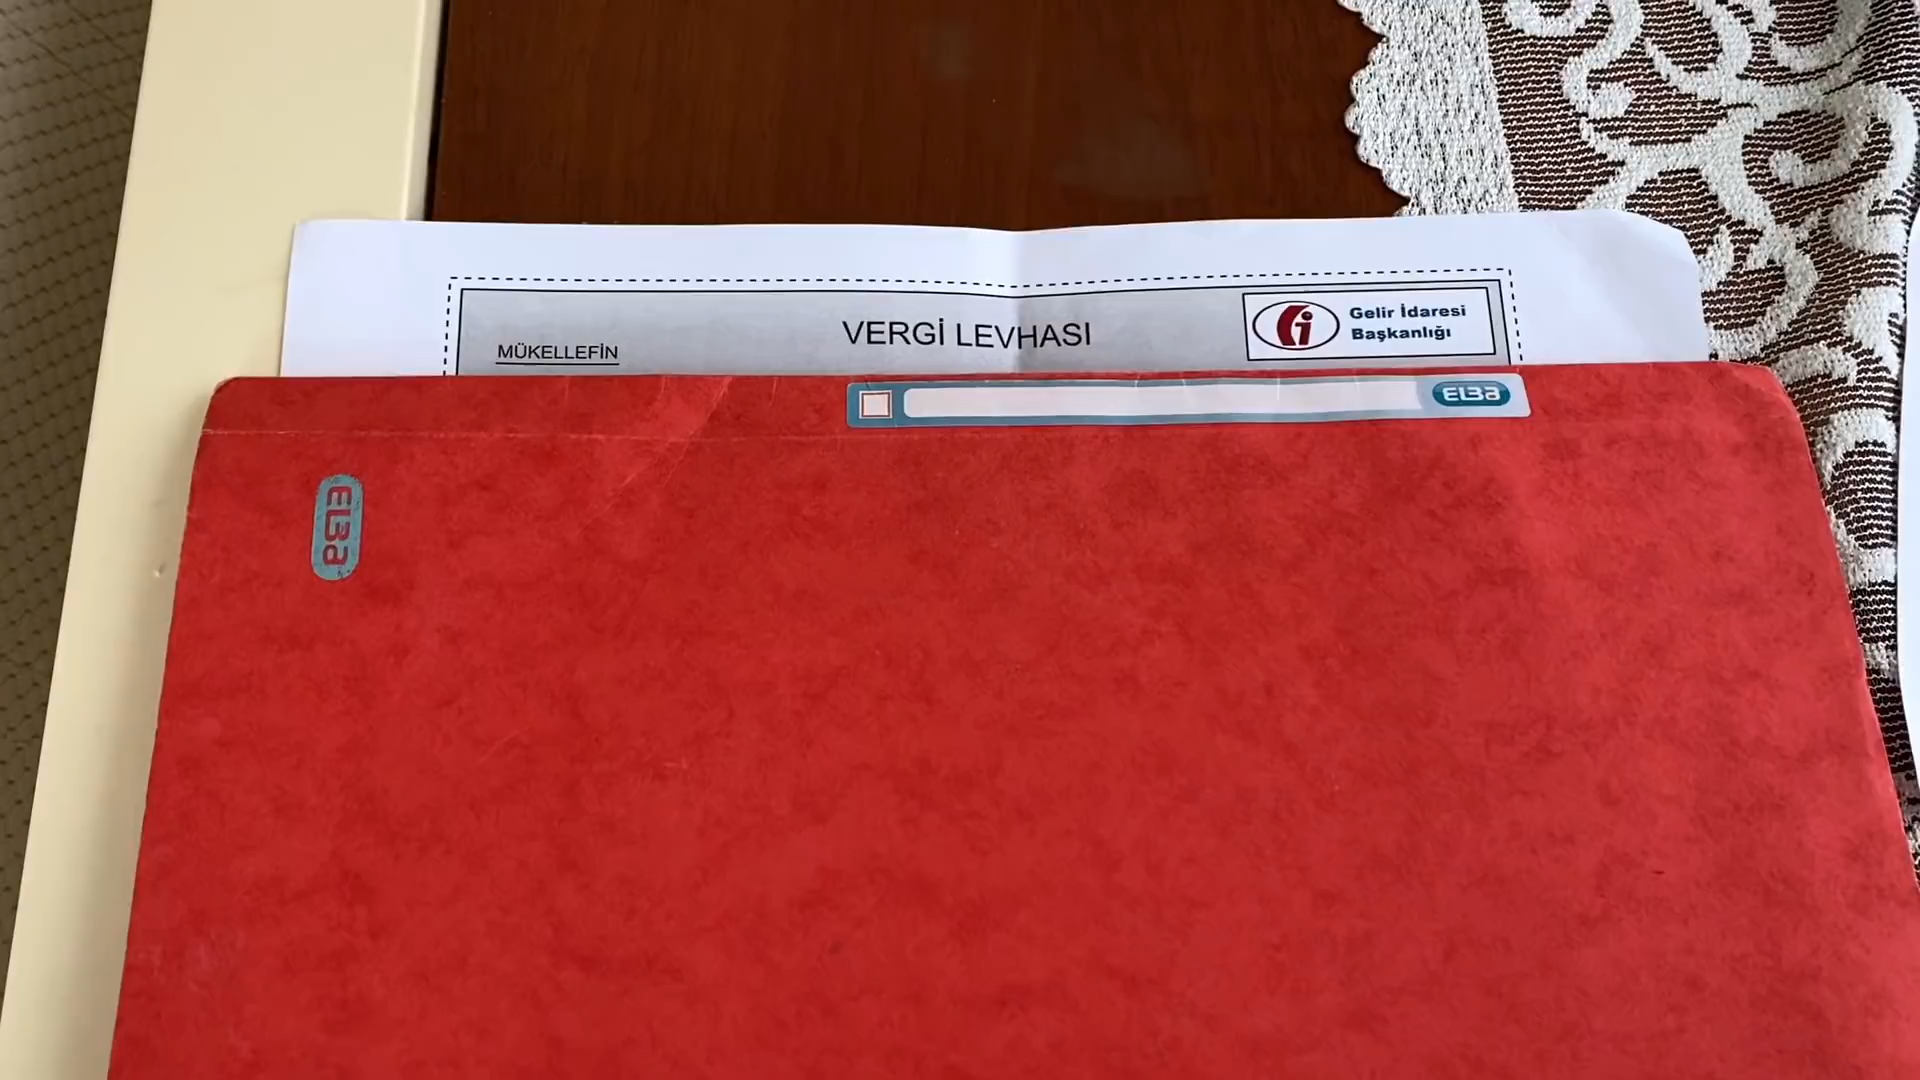 VERGİ LEVHASI
Gelir İdaresi
Başkanlığı
MÜKELLEFİN
ELBA
ELBA